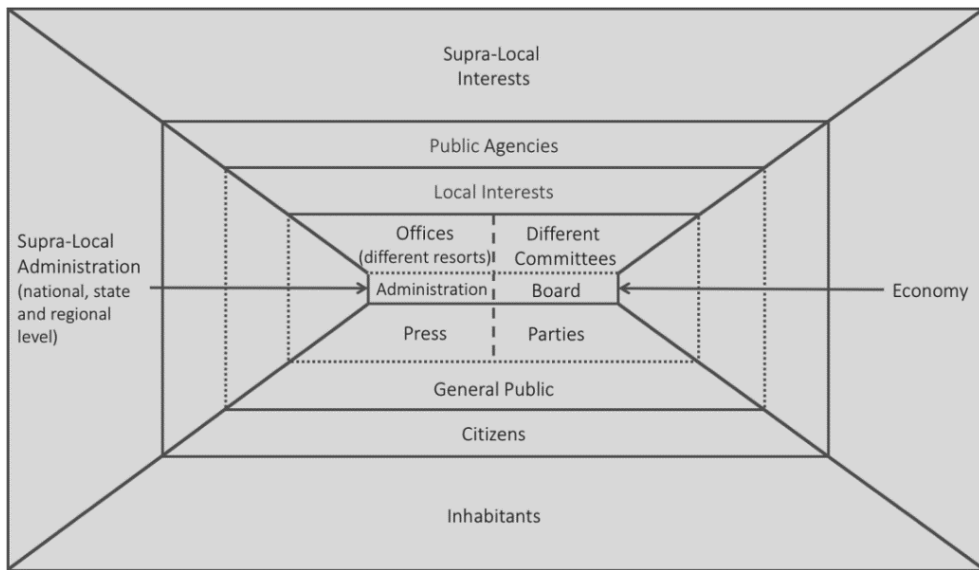 Supra-Local
Interests
Public Agencies
Local Interests
Offices
(different resorts)
Different
Committees
Supra-Local
Administration
(national, state
and regional
level)
Administration
Board
Economy
Press
Parties
General Public
Citizens
Inhabitants